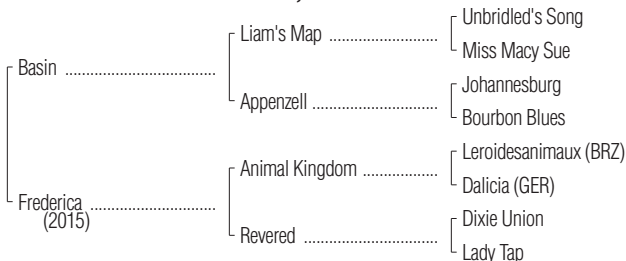 Unbridled's Song
Liam's Map ....................
Miss Macy Sue
Basin ............................
Johannesburg
Appenzell .....................
Bourbon Blues
Leroidesanimaux (BRZ)
Animal Kingdom ..............
Dalicia (GER)
Frederica .......................
(2015)
Dixie Union
Revered .........................
Lady Tap